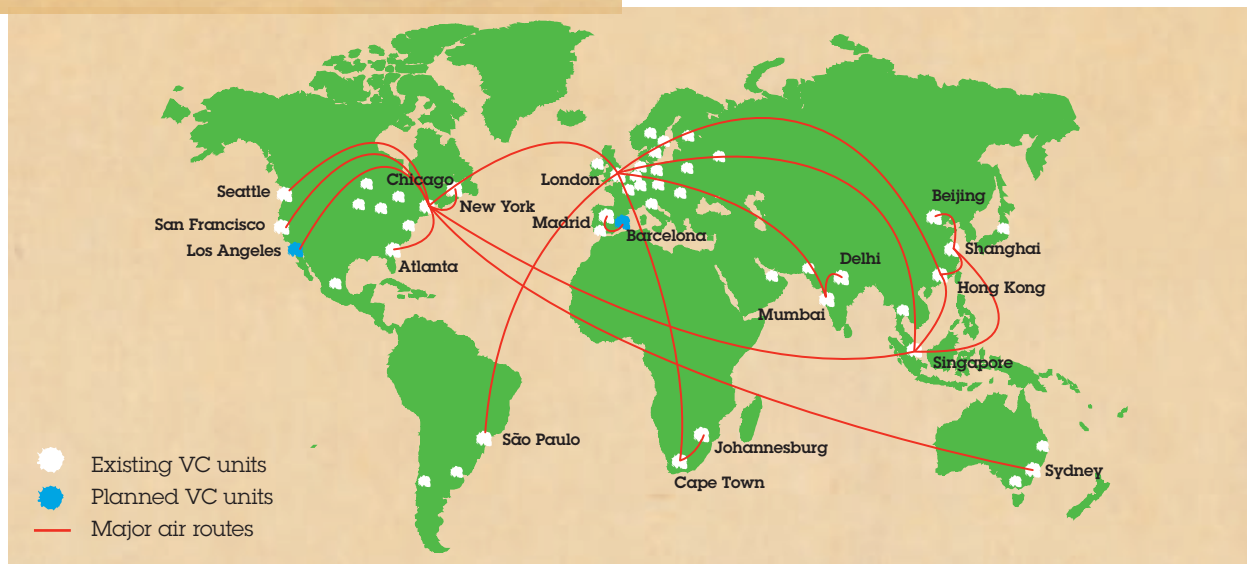 Seattle
San Francisco
Los Angeles
Chicago
New York
Atlanta
London
Madrid
Barcelona
Beijing
Shanghai
Delhi
Hong Kong
Mumbai
Singapore
São Paulo
Johannesburg
Cape Town
Sydney
Existing VC units
Planned VC units
Major air routes